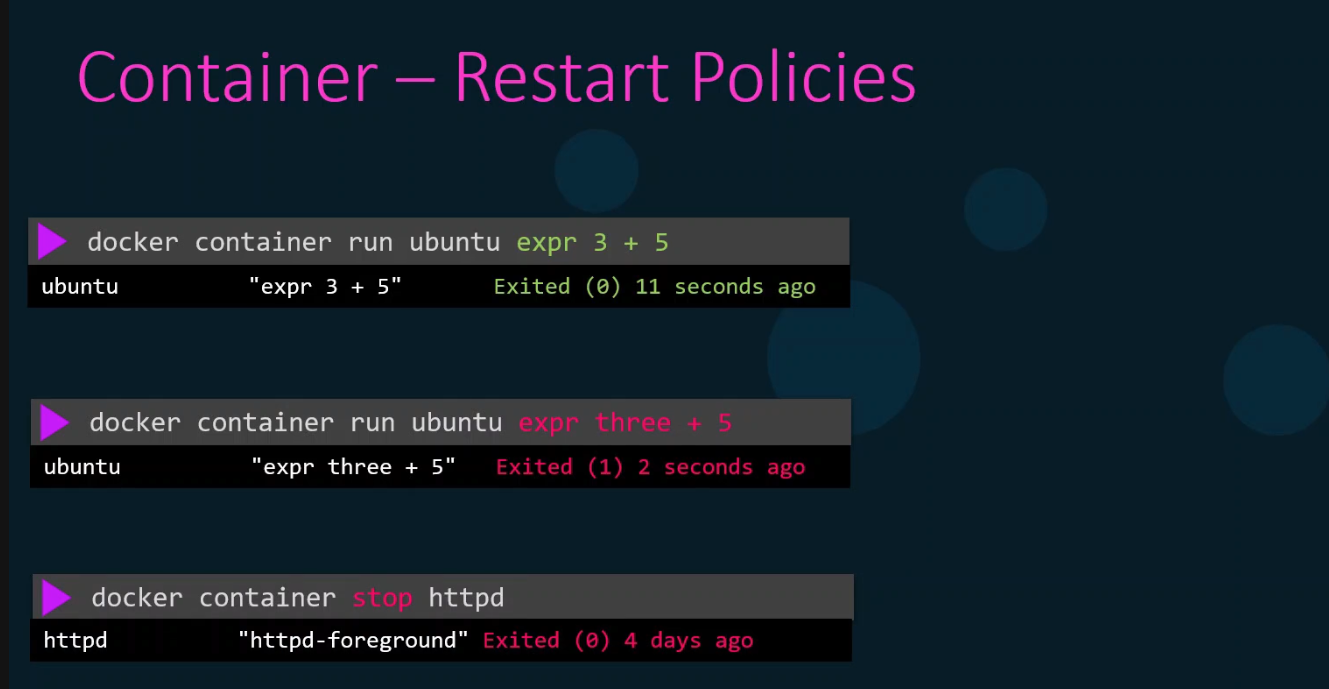 Container – Restart Policies
docker container run ubuntu expr 3 + 5
ubuntu "expr 3 + 5" Exited (0) 11 seconds ago
docker container run ubuntu expr three + 5
ubuntu "expr three + 5" Exited (1) 2 seconds ago
docker container stop httpd
httpd "httpd-foreground" Exited (0) 4 days ago